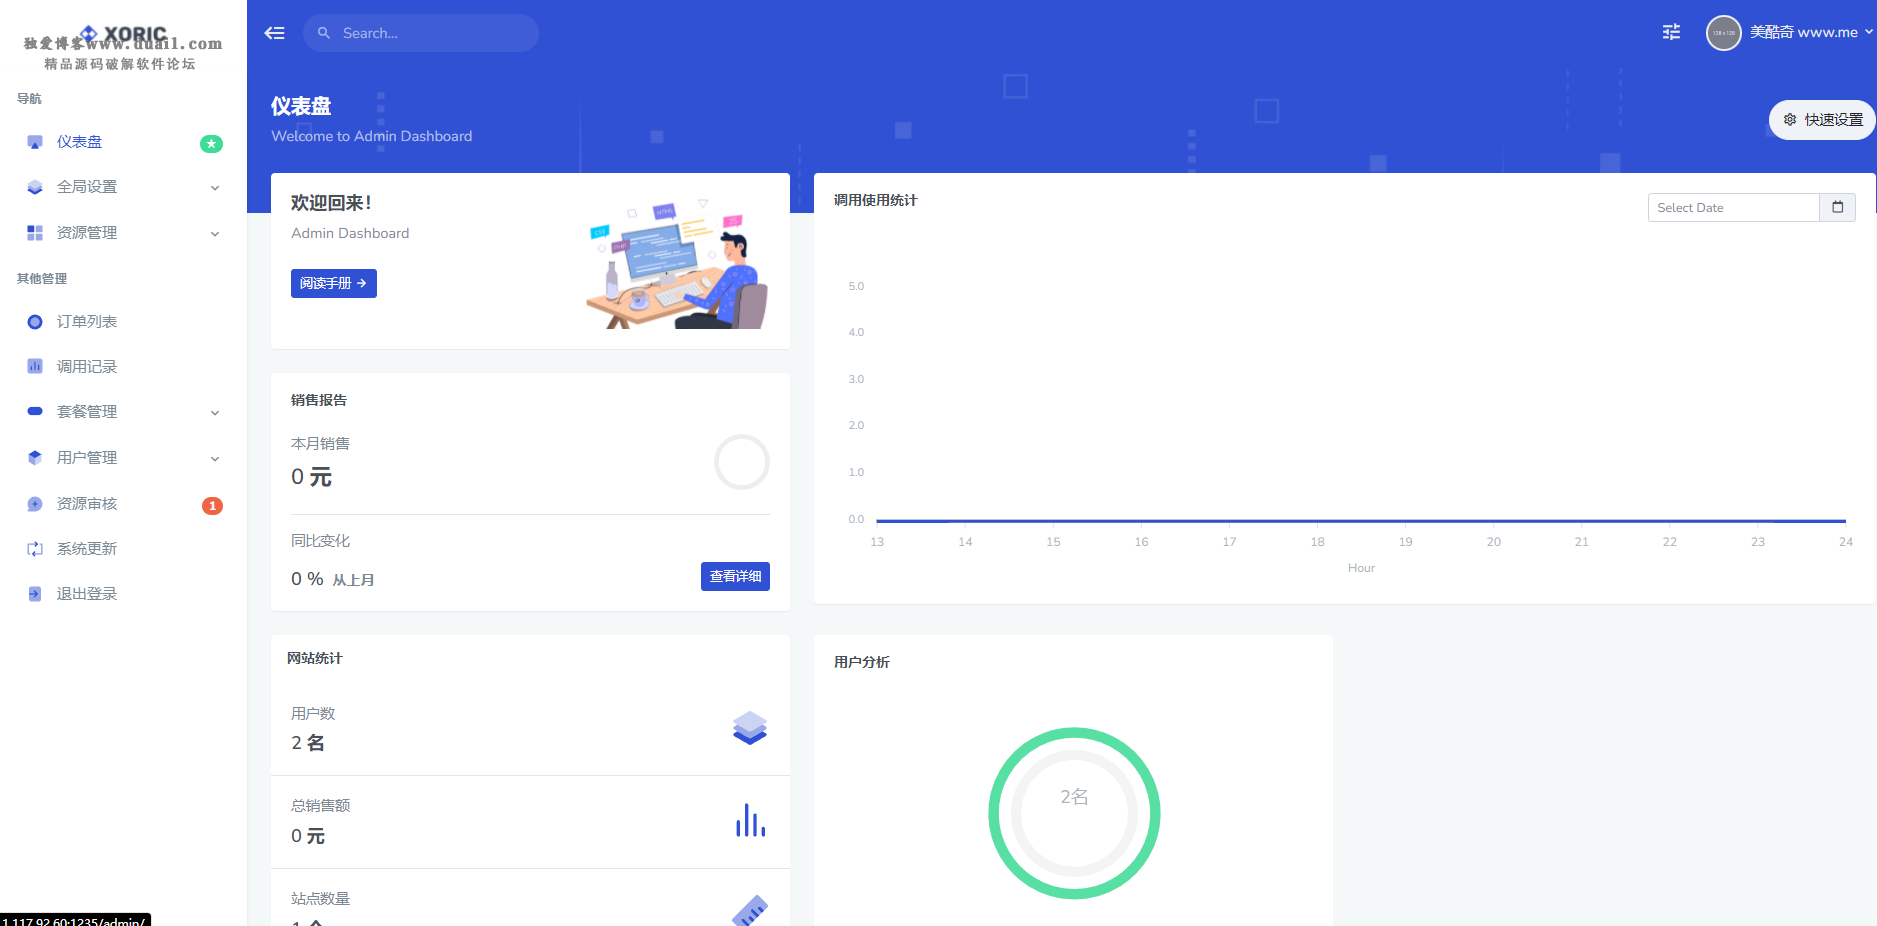 XORIC
独爱博客www.duai1.com
精品源码破解软件论坛
导航
仪表盘
全局设置
资源管理
其他管理
订单列表
调用记录
套餐管理
用户管理
资源审核
1
系统更新
退出登录
1.117.92.60:1235/admin/
Search...
美酷奇 www.me
仪表盘
Welcome to Admin Dashboard
快速设置
欢迎回来！
Admin Dashboard
阅读手册
HTML
JS
CSS
PHP
销售报告
本月销售
0 元
同比变化
0 % 从上月
查看详细
调用使用统计
Select Date
5.0
4.0
3.0
2.0
1.0
0.0
13 14 15 16 17 18 19 20 21 22 23 24
Hour
网站统计
用户数
2 名
总销售额
0 元
站点数量
1 个
用户分析
2名